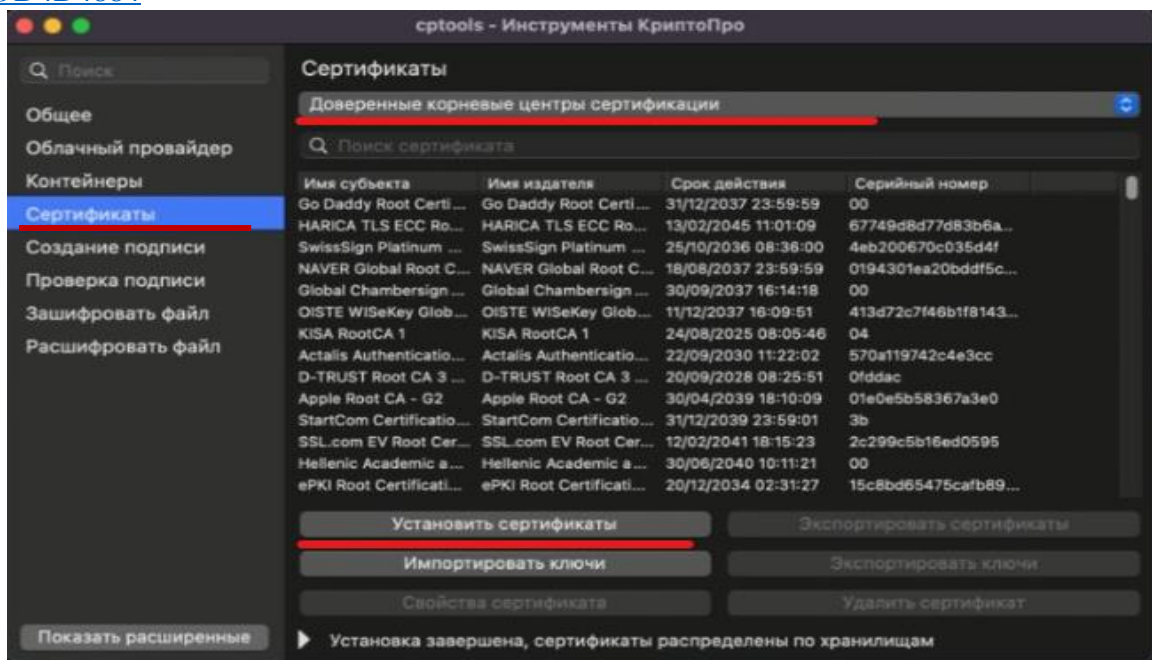 cptools - Инструменты КриптоПро
Поиск
Общее
Облачный провайдер
Контейнеры
Сертификаты
Создание подписи
Проверка подписи
Зашифровать файл
Расшифровать файл
Показать расширенные
Сертификаты
Доверенные корневые центры сертификации
Поиск сертификата
Имя субъекта Имя издателя Срок действия Серийный номер
Go Daddy Root Certi... Go Daddy Root Certi... 31/12/2037 23:59:59 00
HARICA TLS ECC Ro... HARICA TLS ECC Ro... 13/02/2045 11:01:09 67749d8d77d83b6a...
SwissSign Platinum ... SwissSign Platinum ... 25/10/2036 08:36:00 4eb200670c035d4f
NAVER Global Root C... NAVER Global Root C... 18/08/2037 23:59:59 0194301ea20bddf5c...
Global Chambersign ... Global Chambersign ... 30/09/2037 16:14:18 00
OISTE WISeKey Glob... OISTE WISeKey Glob... 11/12/2037 16:09:51 413d72c7f46b1f8143...
KISA RootCA 1 KISA RootCA 1 24/08/2025 08:05:46 04
Actalis Authenticatio... Actalis Authenticatio... 22/09/2030 11:22:02 570a119742c4e3cc
D-TRUST Root CA 3 ... D-TRUST Root CA 3 ... 20/09/2028 08:25:51 0fddac
Apple Root CA - G2 Apple Root CA - G2 30/04/2039 18:10:09 01e0e5b58367a3e0
StartCom Certificatio... StartCom Certificatio... 31/12/2039 23:59:01 3b
SSL.com EV Root Cer... SSL.com EV Root Cer... 12/02/2041 18:15:23 2c299c5b16ed0595
Hellenic Academic a... Hellenic Academic a... 30/06/2040 10:11:21 00
ePKI Root Certificati... ePKI Root Certificati... 20/12/2034 02:31:27 15c8bd65475cafb89...
Установить сертификаты Экспортировать сертификаты
Импортировать ключи Экспортировать ключи
Свойства сертификата Удалить сертификат
Установка завершена, сертификаты распределены по хранилищам